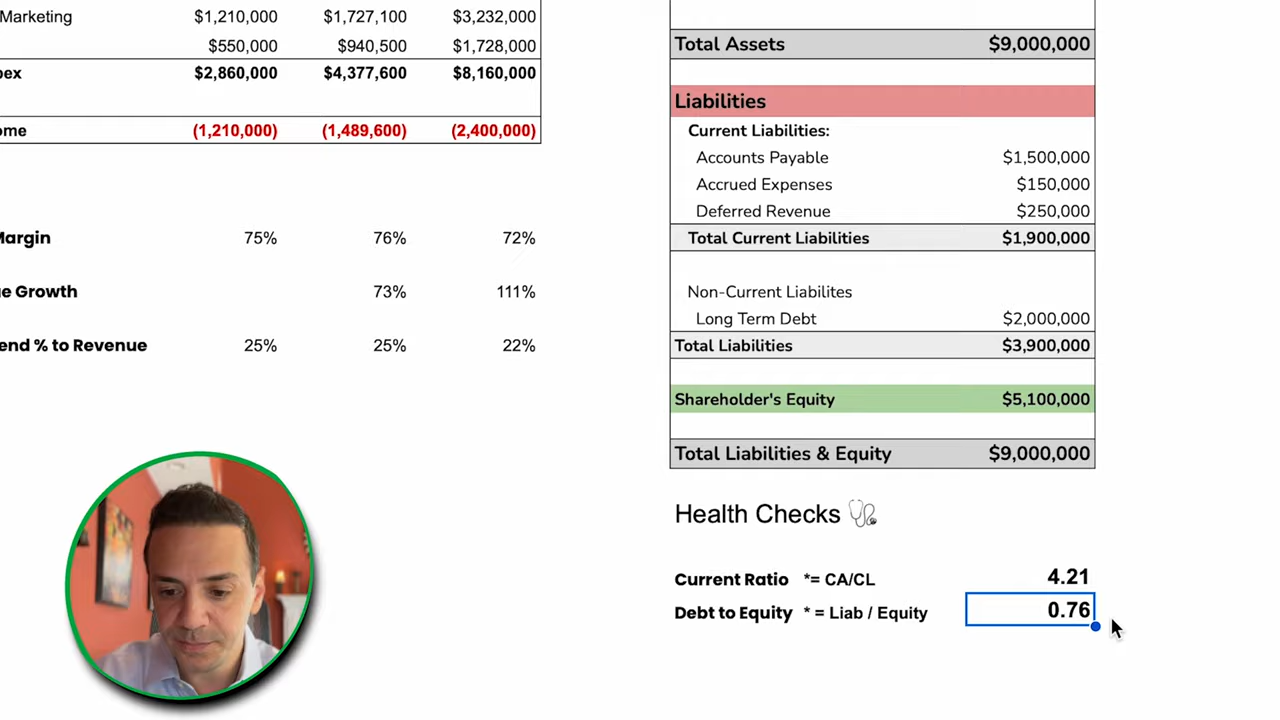 Marketing $1,210,000 $1,727,100 $3,232,000
$550,000 $940,500 $1,728,000
pex $2,860,000 $4,377,600 $8,160,000
ome (1,210,000) (1,489,600) (2,400,000)
Margin 75% 76% 72%
e Growth 73% 111%
end % to Revenue 25% 25% 22%
Total Assets $9,000,000
Liabilities
Current Liabilities:
Accounts Payable $1,500,000
Accrued Expenses $150,000
Deferred Revenue $250,000
Total Current Liabilities $1,900,000
Non-Current Liabilites
Long Term Debt $2,000,000
Total Liabilities $3,900,000
Shareholder's Equity $5,100,000
Total Liabilities & Equity $9,000,000
Health Checks
Current Ratio *= CA/CL 4.21
Debt to Equity * = Liab / Equity 0.76